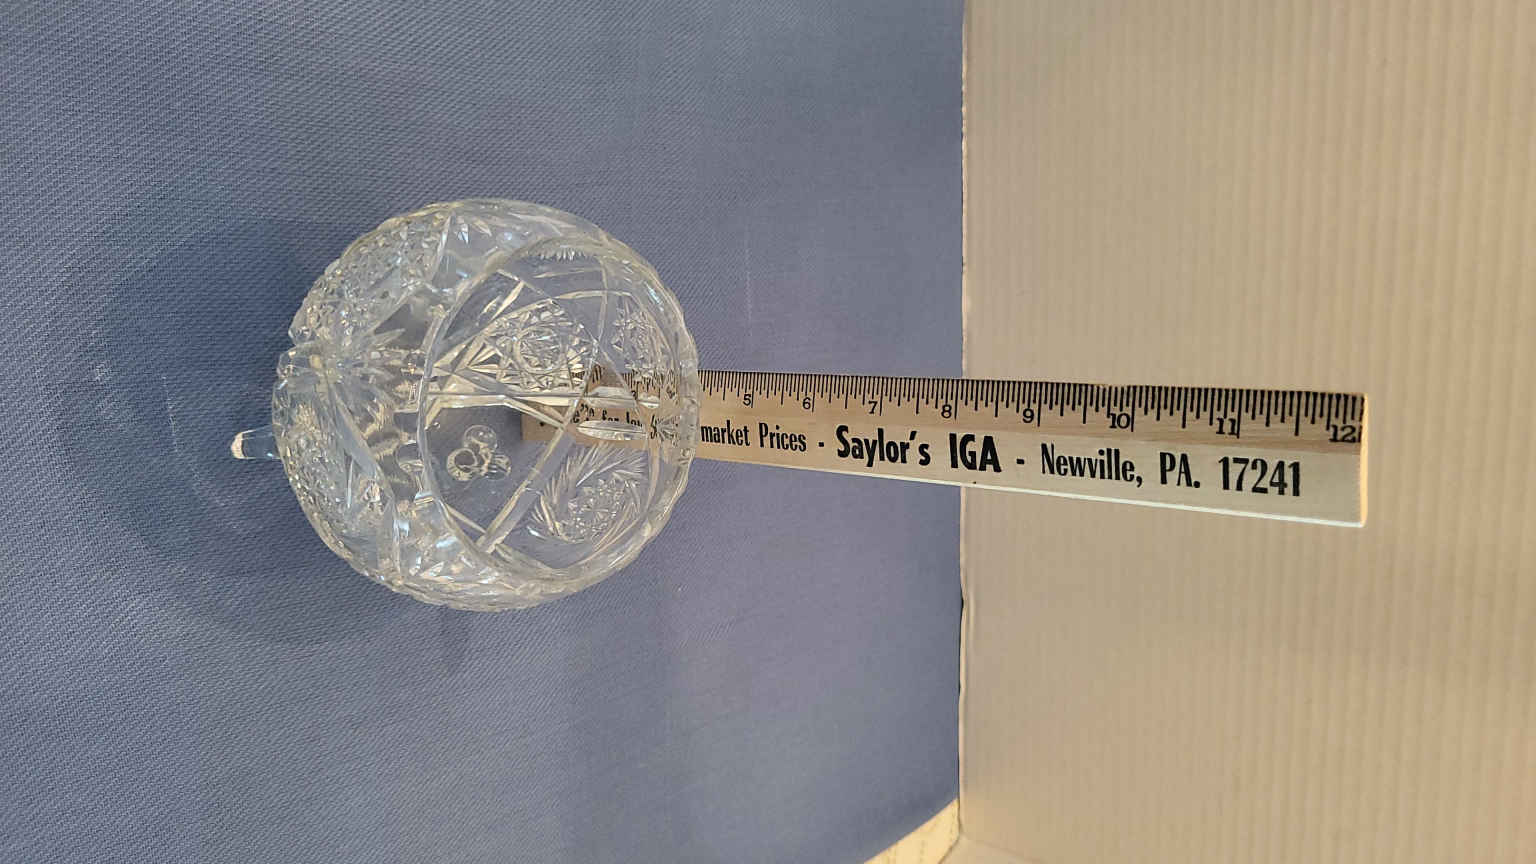 5 6 7 8 9 10 11 12
market Prices - Saylor's IGA - Newville, PA. 17241